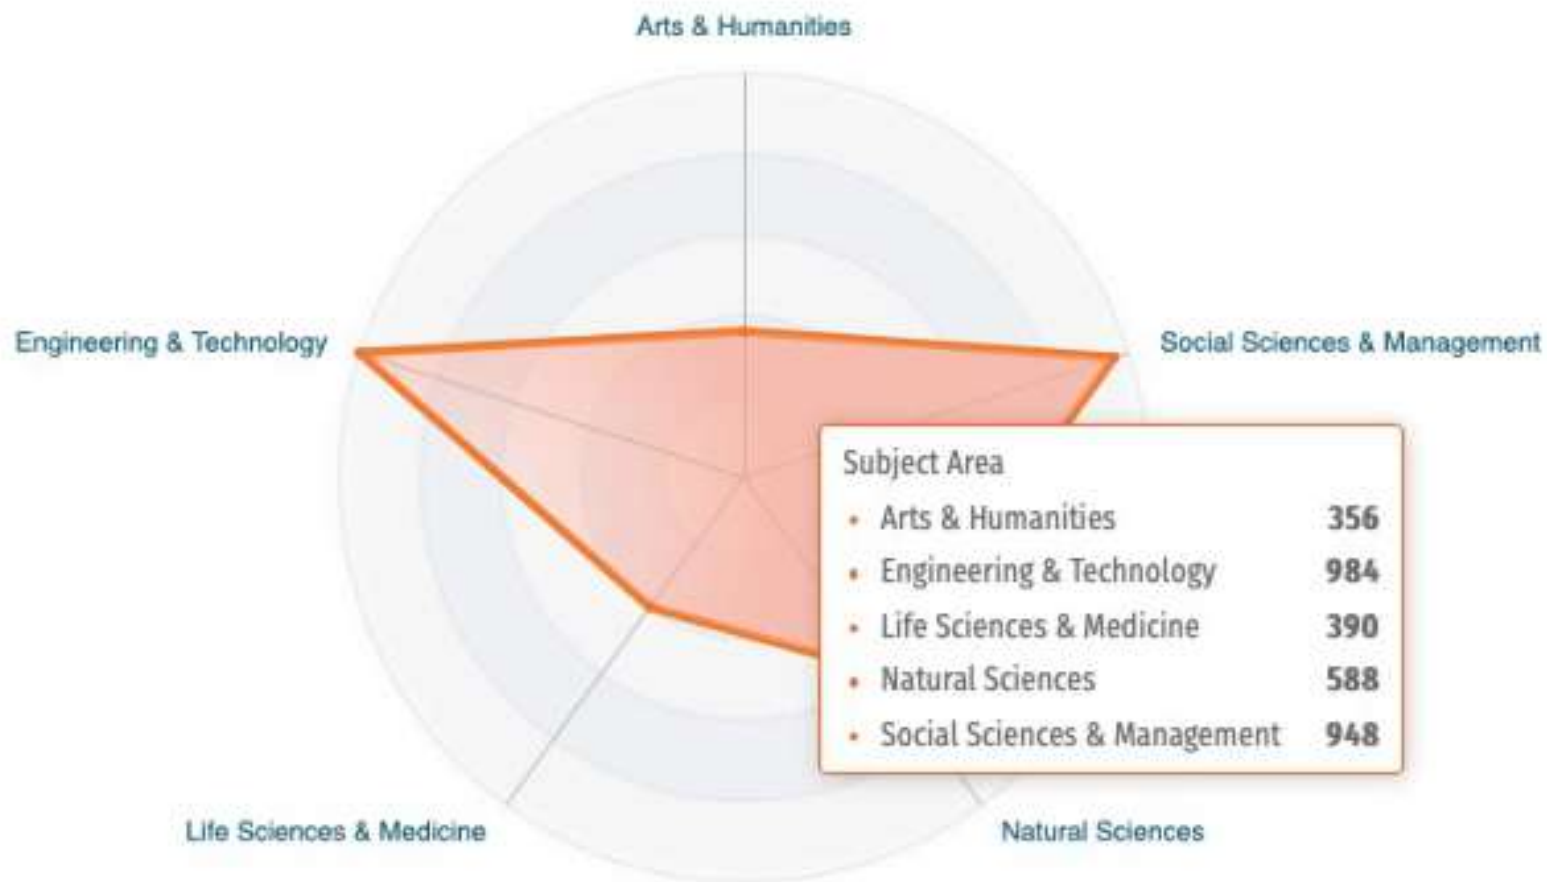 Arts & Humanities
Engineering & Technology
Social Sciences & Management
Subject Area
• Arts & Humanities 356
• Engineering & Technology 984
• Life Sciences & Medicine 390
• Natural Sciences 588
• Social Sciences & Management 948
Life Sciences & Medicine
Natural Sciences